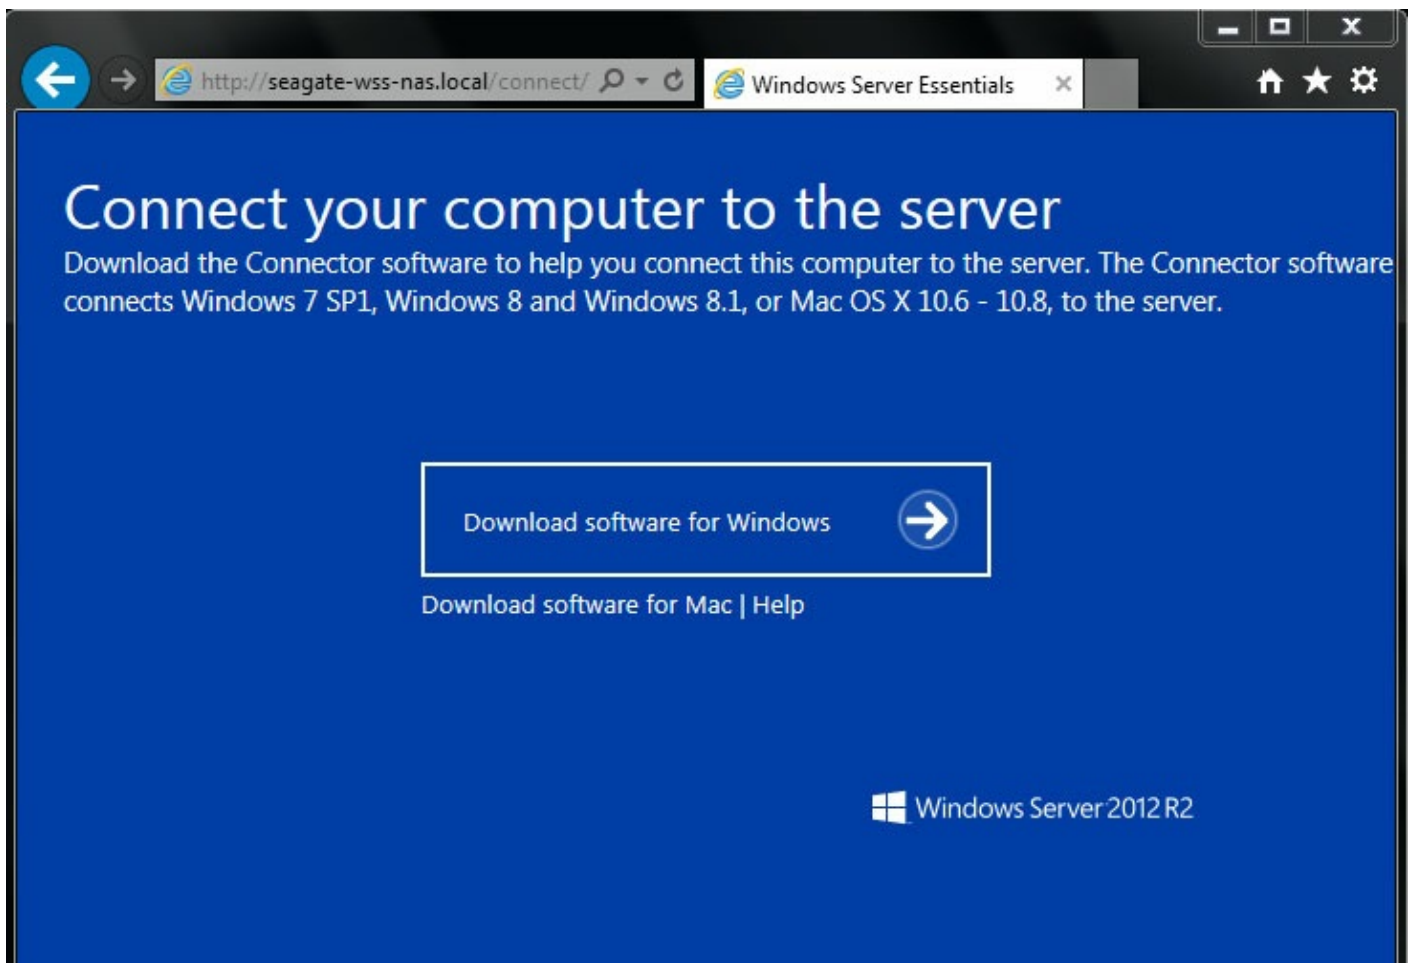 http://seagate-wss-nas.local/connect/
Windows Server Essentials
Connect your computer to the server
Download the Connector software to help you connect this computer to the server. The Connector software
connects Windows 7 SP1, Windows 8 and Windows 8.1, or Mac OS X 10.6 - 10.8, to the server.
Download software for Windows
Download software for Mac | Help
Windows Server 2012 R2